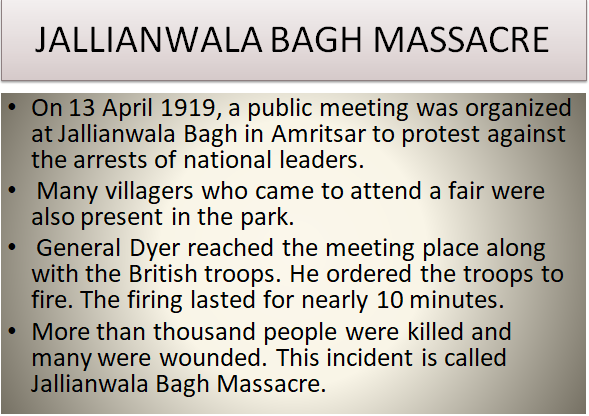 JALLIANWALA BAGH MASSACRE
• On 13 April 1919, a public meeting was organized
at Jallianwala Bagh in Amritsar to protest against
the arrests of national leaders.
• Many villagers who came to attend a fair were
also present in the park.
• General Dyer reached the meeting place along
with the British troops. He ordered the troops to
fire. The firing lasted for nearly 10 minutes.
• More than thousand people were killed and
many were wounded. This incident is called
Jallianwala Bagh Massacre.